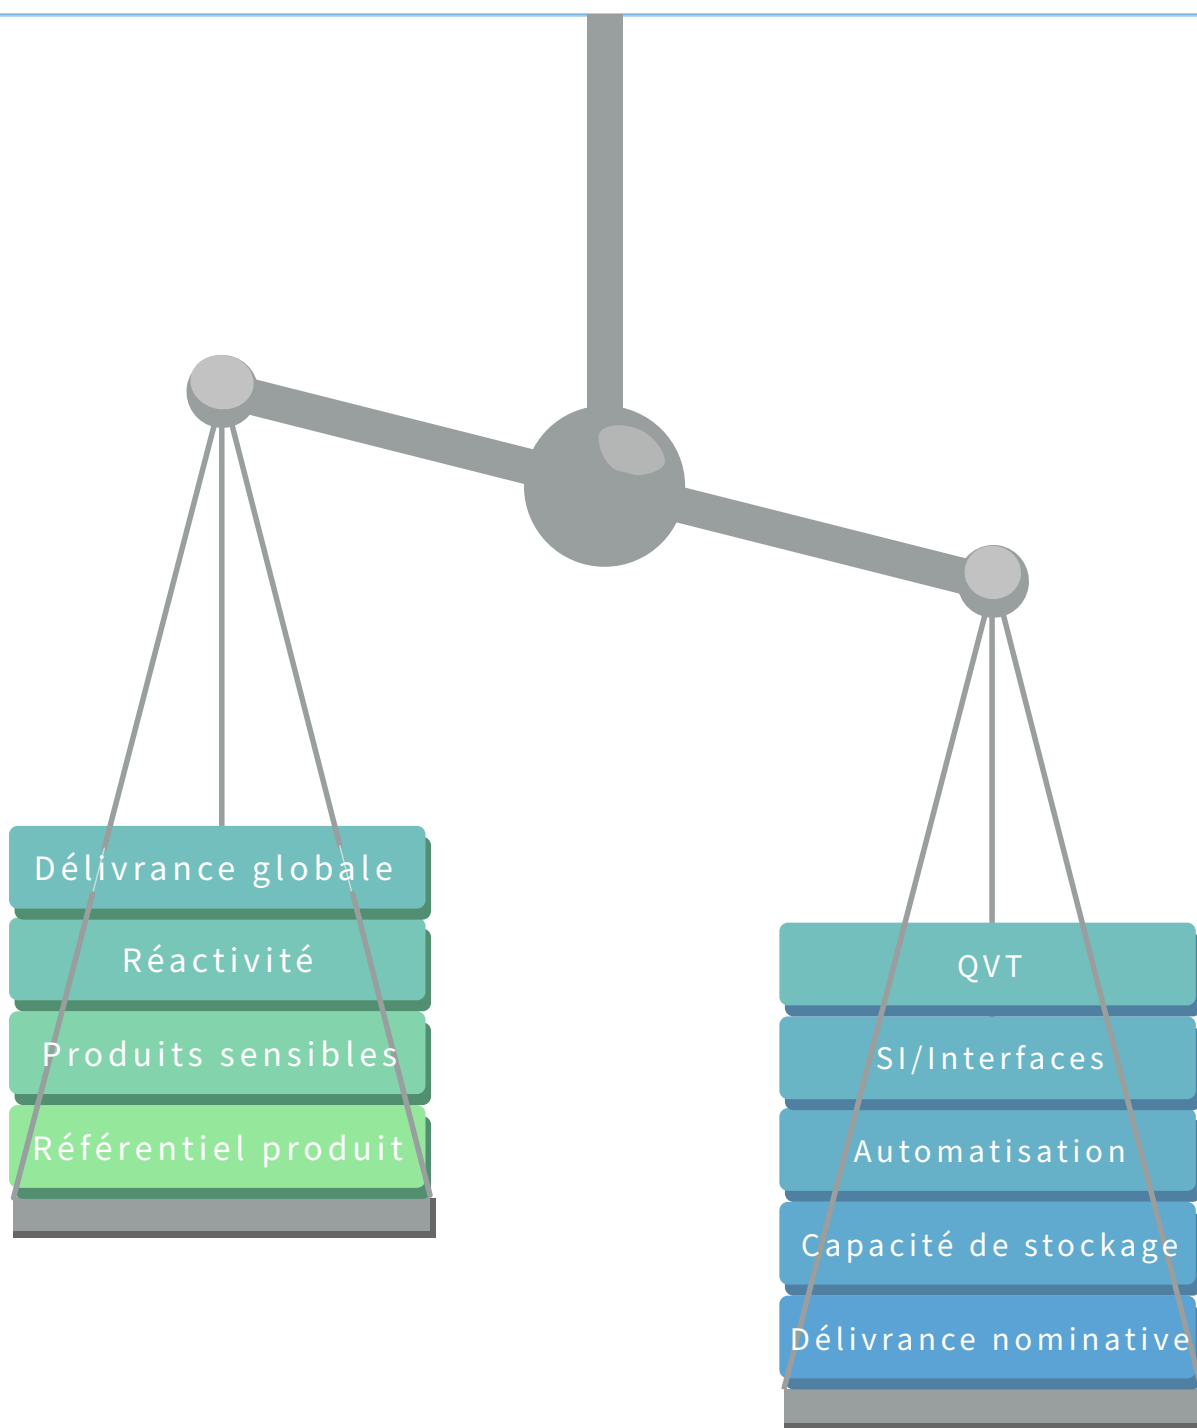 Délivrance globale
Réactivité
Produits sensibles
Référentiel produit
QVT
SI/Interfaces
Automatisation
Capacité de stockage
Délivrance nominative